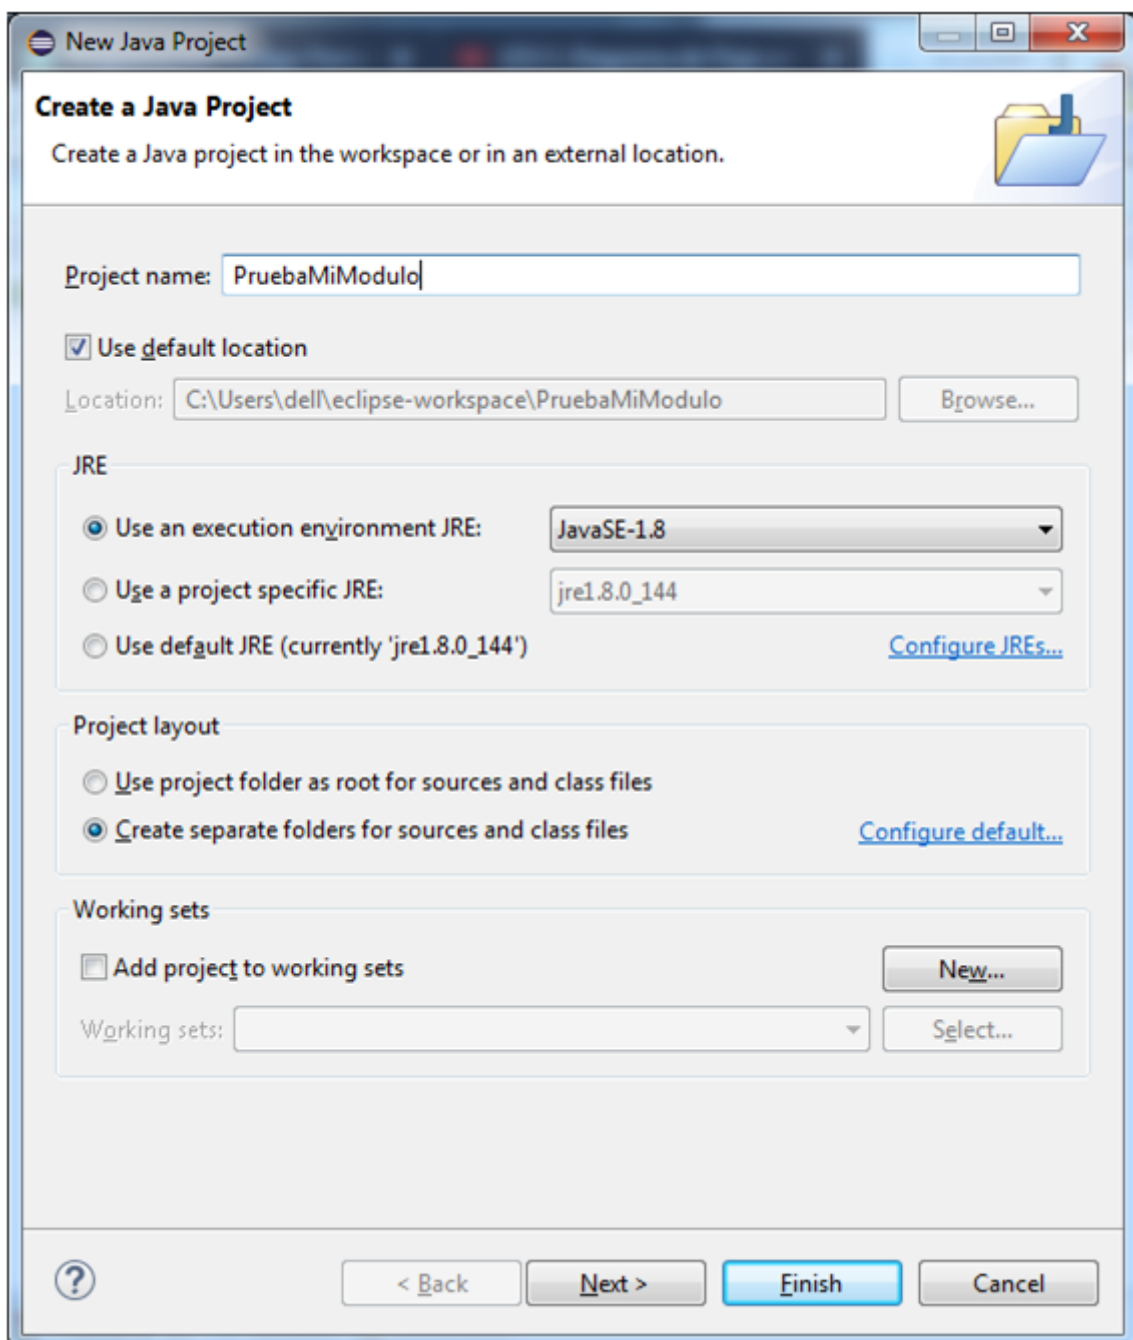 New Java Project
Create a Java Project
Create a Java project in the workspace or in an external location.
Project name: PruebaMiModulo
Use default location
Location: C:\Users\dell\eclipse-workspace\PruebaMiModulo Browse...
JRE
Use an execution environment JRE: JavaSE-1.8
Use a project specific JRE: jre1.8.0_144
Use default JRE (currently 'jre1.8.0_144') Configure JREs...
Project layout
Use project folder as root for sources and class files
Create separate folders for sources and class files Configure default...
Working sets
Add project to working sets New...
Working sets: Select...
? < Back Next > Finish Cancel